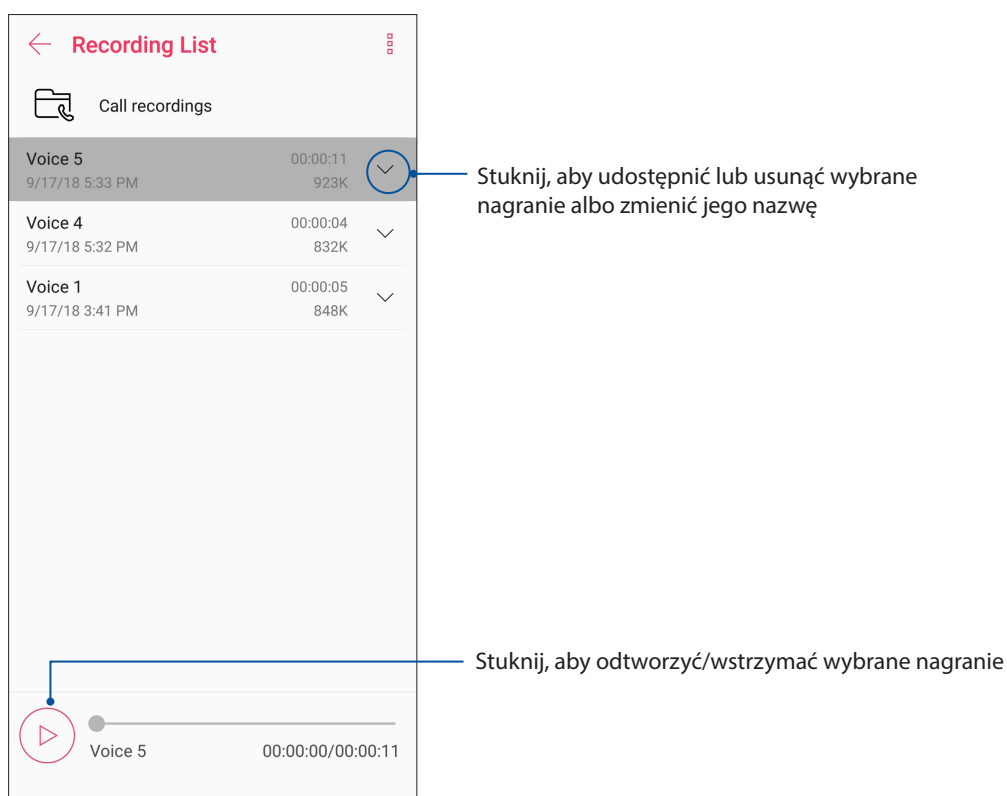 Recording List
Call recordings
Voice 5 00:00:11
9/17/18 5:33 PM 923K
Stuknij, aby udostępnić lub usunąć wybrane
nagranie albo zmienić jego nazwę
Voice 4 00:00:04
9/17/18 5:32 PM 832K
Voice 1 00:00:05
9/17/18 3:41 PM 848K
Stuknij, aby odtworzyć/wstrzymać wybrane nagranie
Voice 5 00:00:00/00:00:11